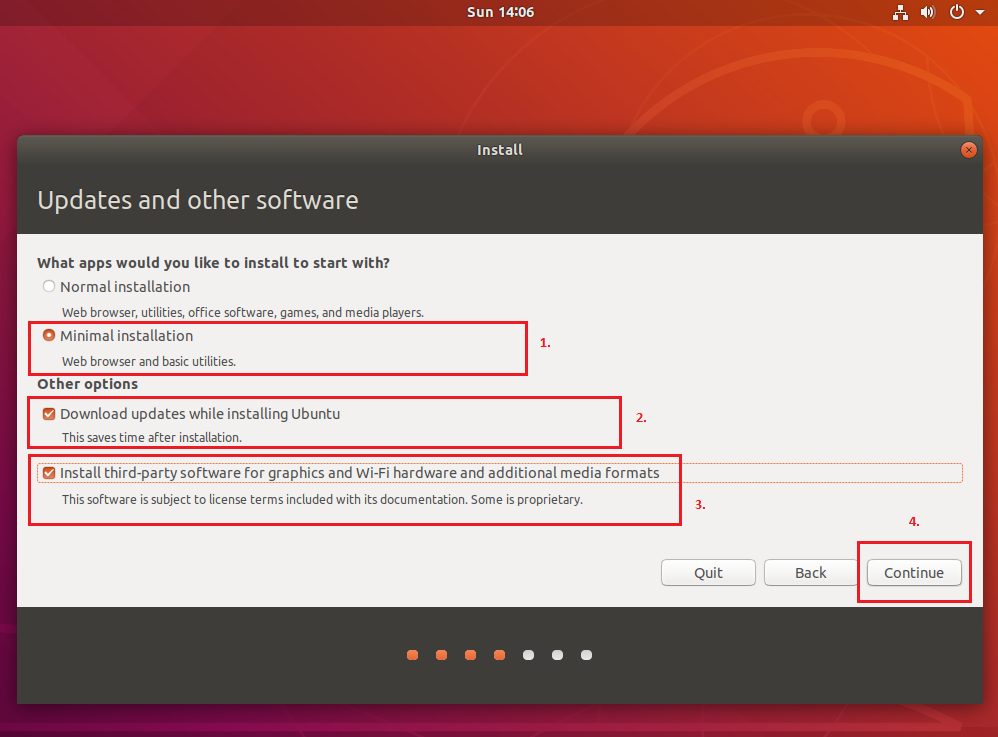 Sun 14:06
Install
Updates and other software
What apps would you like to install to start with?
Normal installation
Web browser, utilities, office software, games, and media players.
Minimal installation
1.
Web browser and basic utilities.
Other options
Download updates while installing Ubuntu
2.
This saves time after installation.
Install third-party software for graphics and Wi-Fi hardware and additional media formats
This software is subject to license terms included with its documentation. Some is proprietary.
3.
4.
Quit
Back
Continue